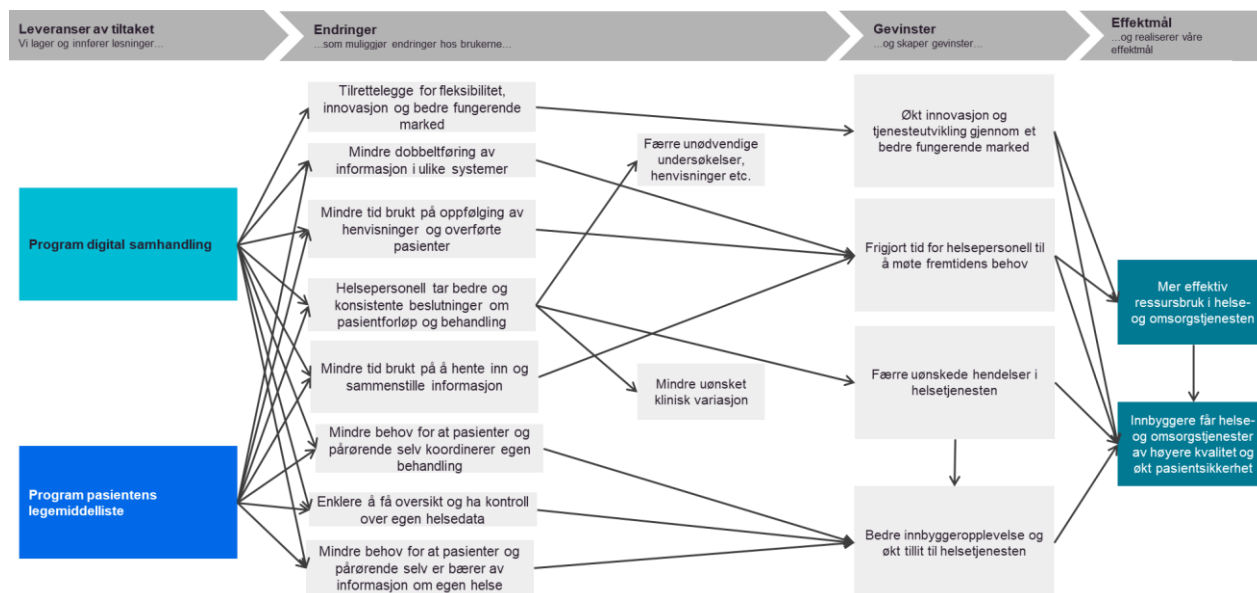 Leveranser av tiltaket
Vi lager og innfører løsninger…
Endringer
…som muliggjør endringer hos brukerne…
Gevinster
…og skaper gevinster…
Effektmål
…og realiserer våre
effektmål
Program digital samhandling
Program pasientens
legemiddelliste
Tilrettelegge for fleksibilitet,
innovasjon og bedre fungerende
marked
Mindre dobbeltføring av
informasjon i ulike systemer
Mindre tid brukt på oppfølging av
henvisninger og overførte
pasienter
Helsepersonell tar bedre og
konsistente beslutninger om
pasientforløp og behandling
Mindre tid brukt på å hente inn og
sammenstille informasjon
Mindre behov for at pasienter og
pårørende selv koordinerer egen
behandling
Enklere å få oversikt og ha kontroll
over egen helsedata
Mindre behov for at pasienter og
pårørende selv er bærer av
informasjon om egen helse
Færre unødvendige
undersøkelser,
henvisninger etc.
Mindre uønsket
klinisk variasjon
Økt innovasjon og
tjenesteutvikling gjennom et
bedre fungerende marked
Frigjort tid for helsepersonell til
å møte fremtidens behov
Færre uønskede hendelser i
helsetjenesten
Bedre innbyggeropplevelse og
økt tillit til helsetjenesten
Mer effektiv
ressursbruk i helse-
og omsorgstjenesten
Innbyggere får helse-
og omsorgstjenester
av høyere kvalitet og
økt pasientsikkerhet